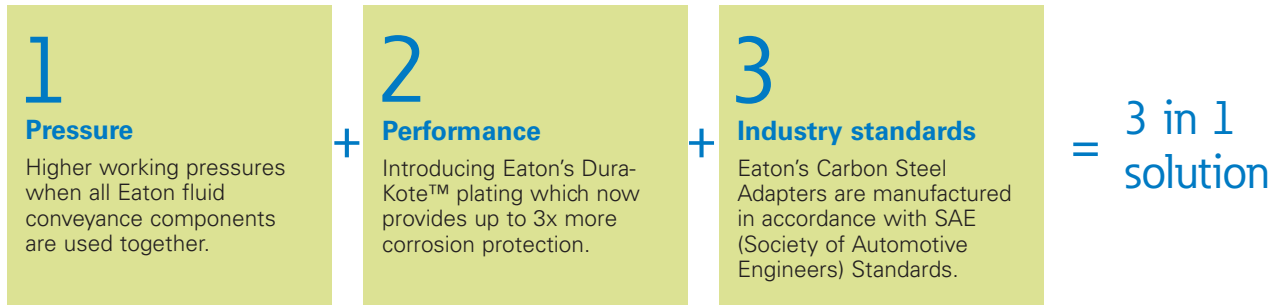 1
Pressure
Higher working pressures
when all Eaton fluid
conveyance components
are used together.
+
2
Performance
Introducing Eaton’s Dura-
Kote™ plating which now
provides up to 3x more
corrosion protection.
+
3
Industry standards
Eaton’s Carbon Steel
Adapters are manufactured
in accordance with SAE
(Society of Automotive
Engineers) Standards.
=
3 in 1
solution